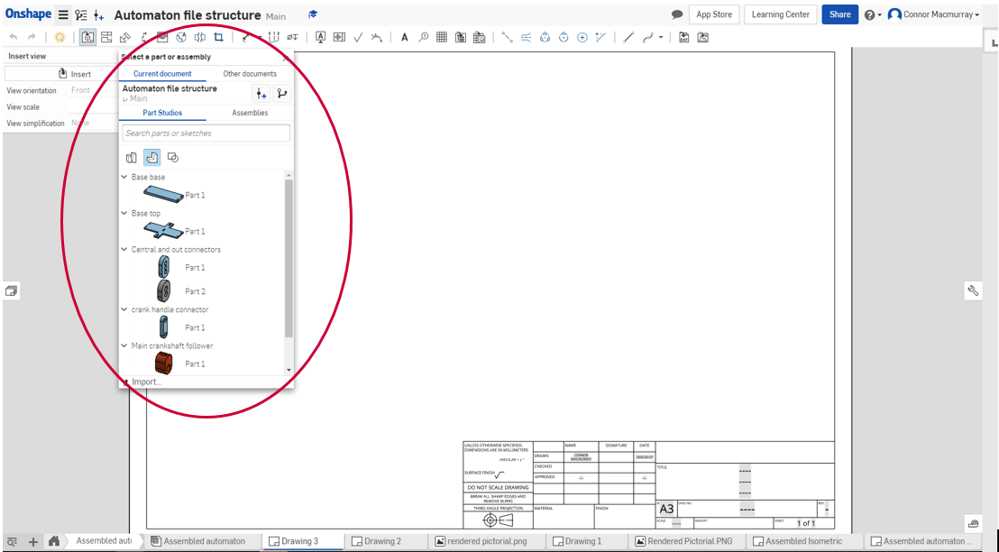 Onshape Automaton file structure Main App Store Learning Center Share Connor Macmurray
Insert view
Insert
View orientation Front
View scale
View simplification
Select a part or assembly
Current document Other documents
Automaton file structure
Main
Part Studios Assemblies
Search parts or sketches
Base base
Part 1
Base top
Part 1
Central and out connectors
Part 1
Part 2
crank handle connector
Part 1
Main crankshaft follower
Part 1
Import...
UNLESS OTHERWISE SPECIFIED,
DIMENSIONS ARE IN MILLIMETERS
ANGULAR = ± °
SURFACE FINISH
DO NOT SCALE DRAWING
BREAK ALL SHARP EDGES AND
REMOVE BURRS
THIRD ANGLE PROJECTION
NAME SIGNATURE DATE
DRAWN CONNOR
MACMURRAY
CHECKED
APPROVED
MATERIAL FINISH
TITLE
A3 DWG NO. REV.
SCALE WEIGHT SHEET 1 of 1
Assembled aut Assembled automaton Drawing 3 Drawing 2 rendered pictorial.png Drawing 1 Rendered Pictorial.PNG Assembled Isometric Assembled automaton ...